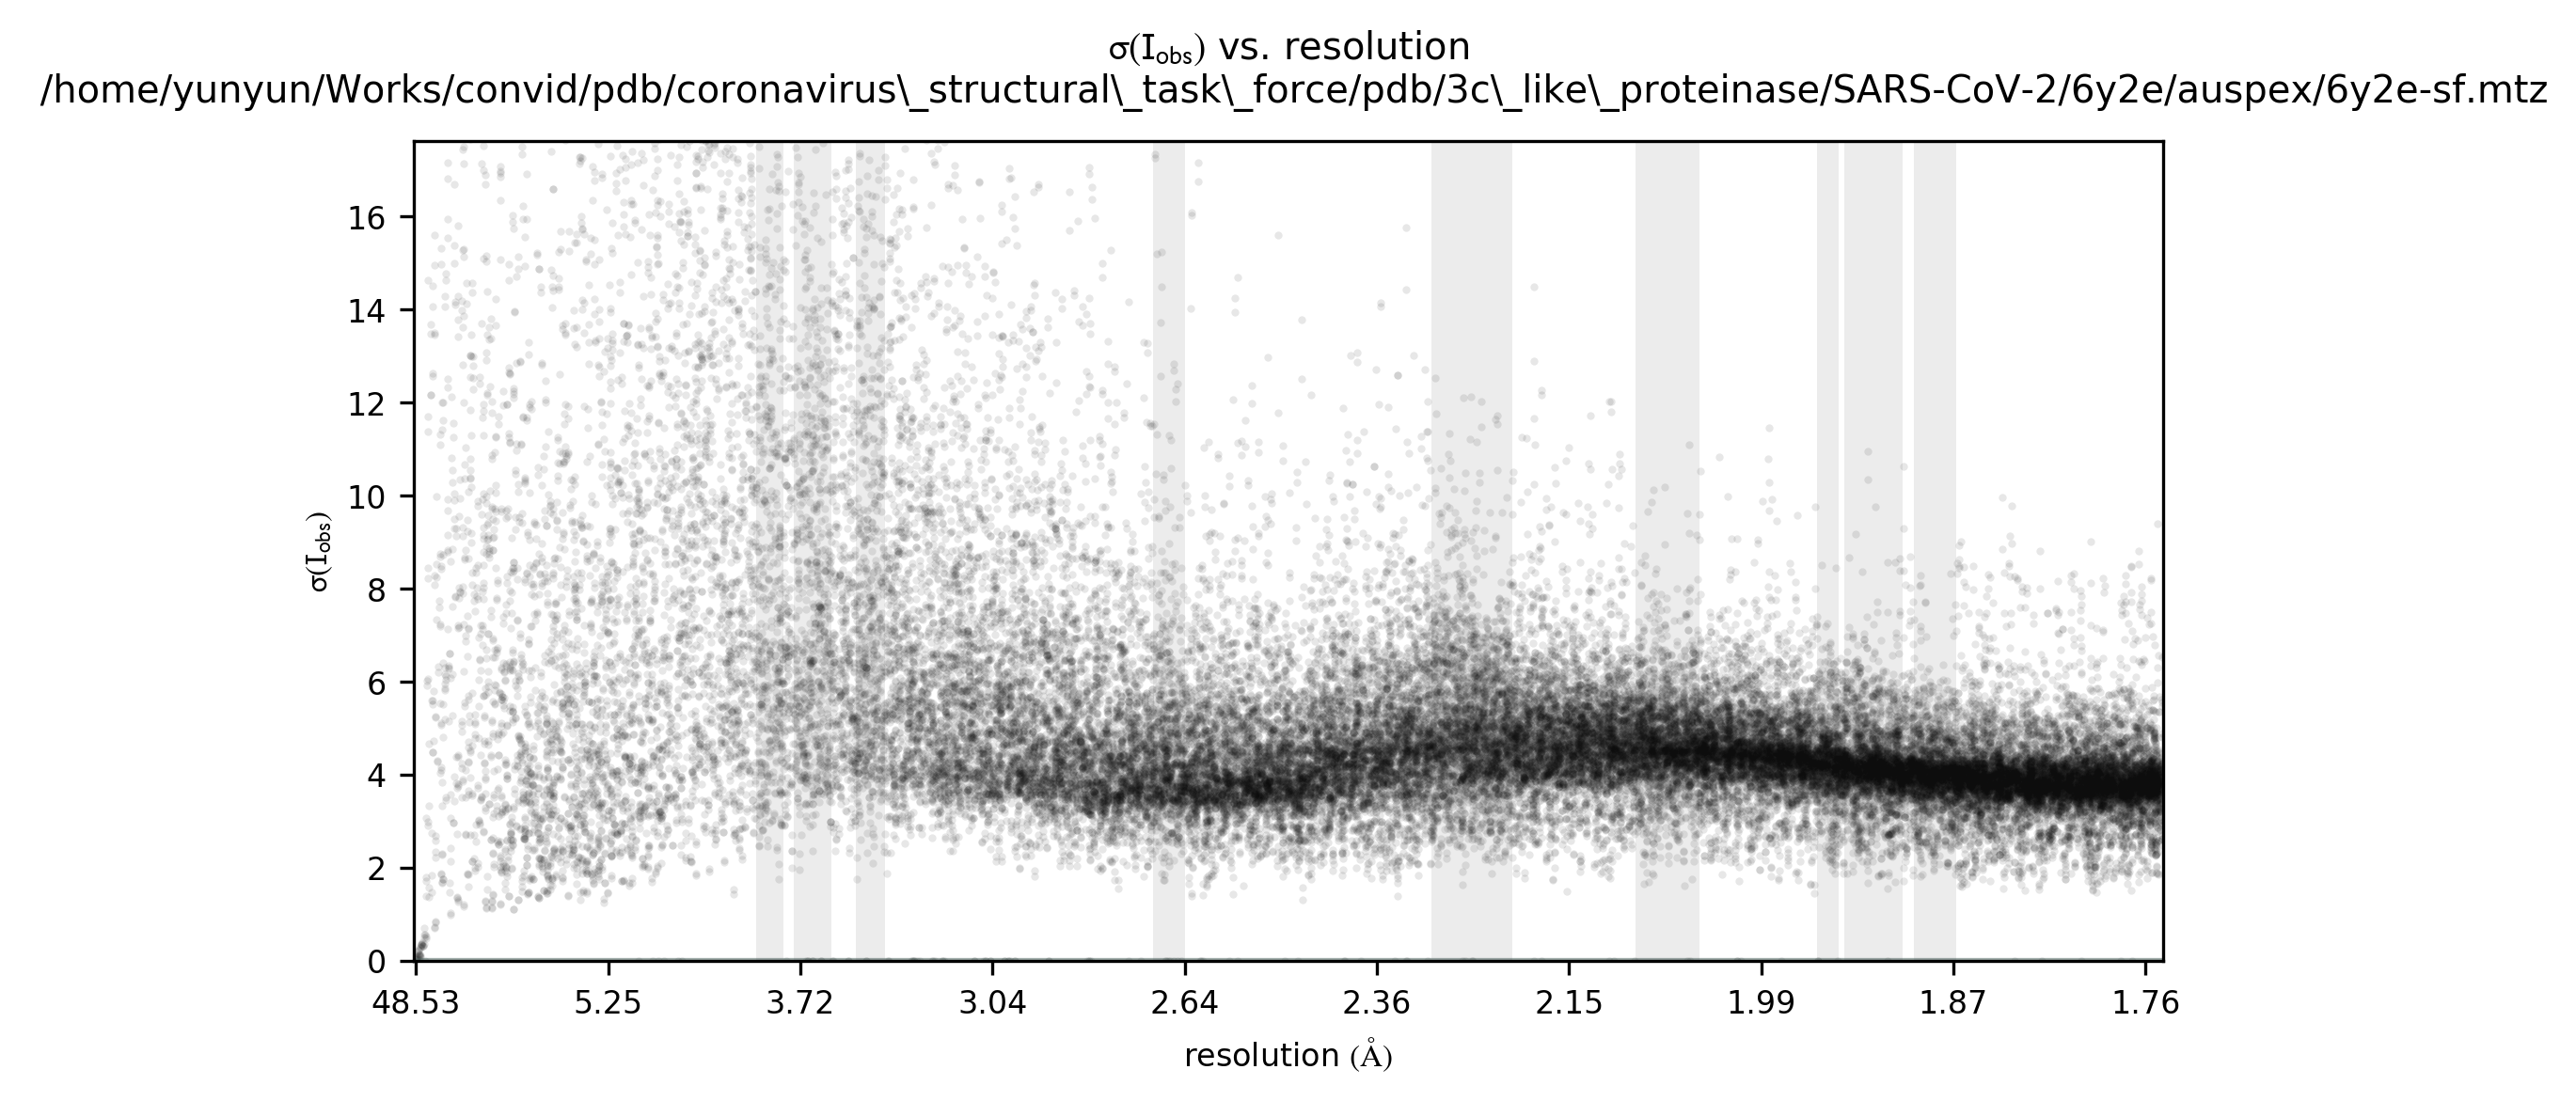 σ(I_obs) vs. resolution
/home/yunyun/Works/convid/pdb/coronavirus\_structural\_task\_force/pdb/3c\_like\_proteinase/SARS-CoV-2/6y2e/auspex/6y2e-sf.mtz
16
14
12
10
8
6
4
2
0
σ(I_obs)
48.53 5.25 3.72 3.04 2.64 2.36 2.15 1.99 1.87 1.76
resolution (Å)